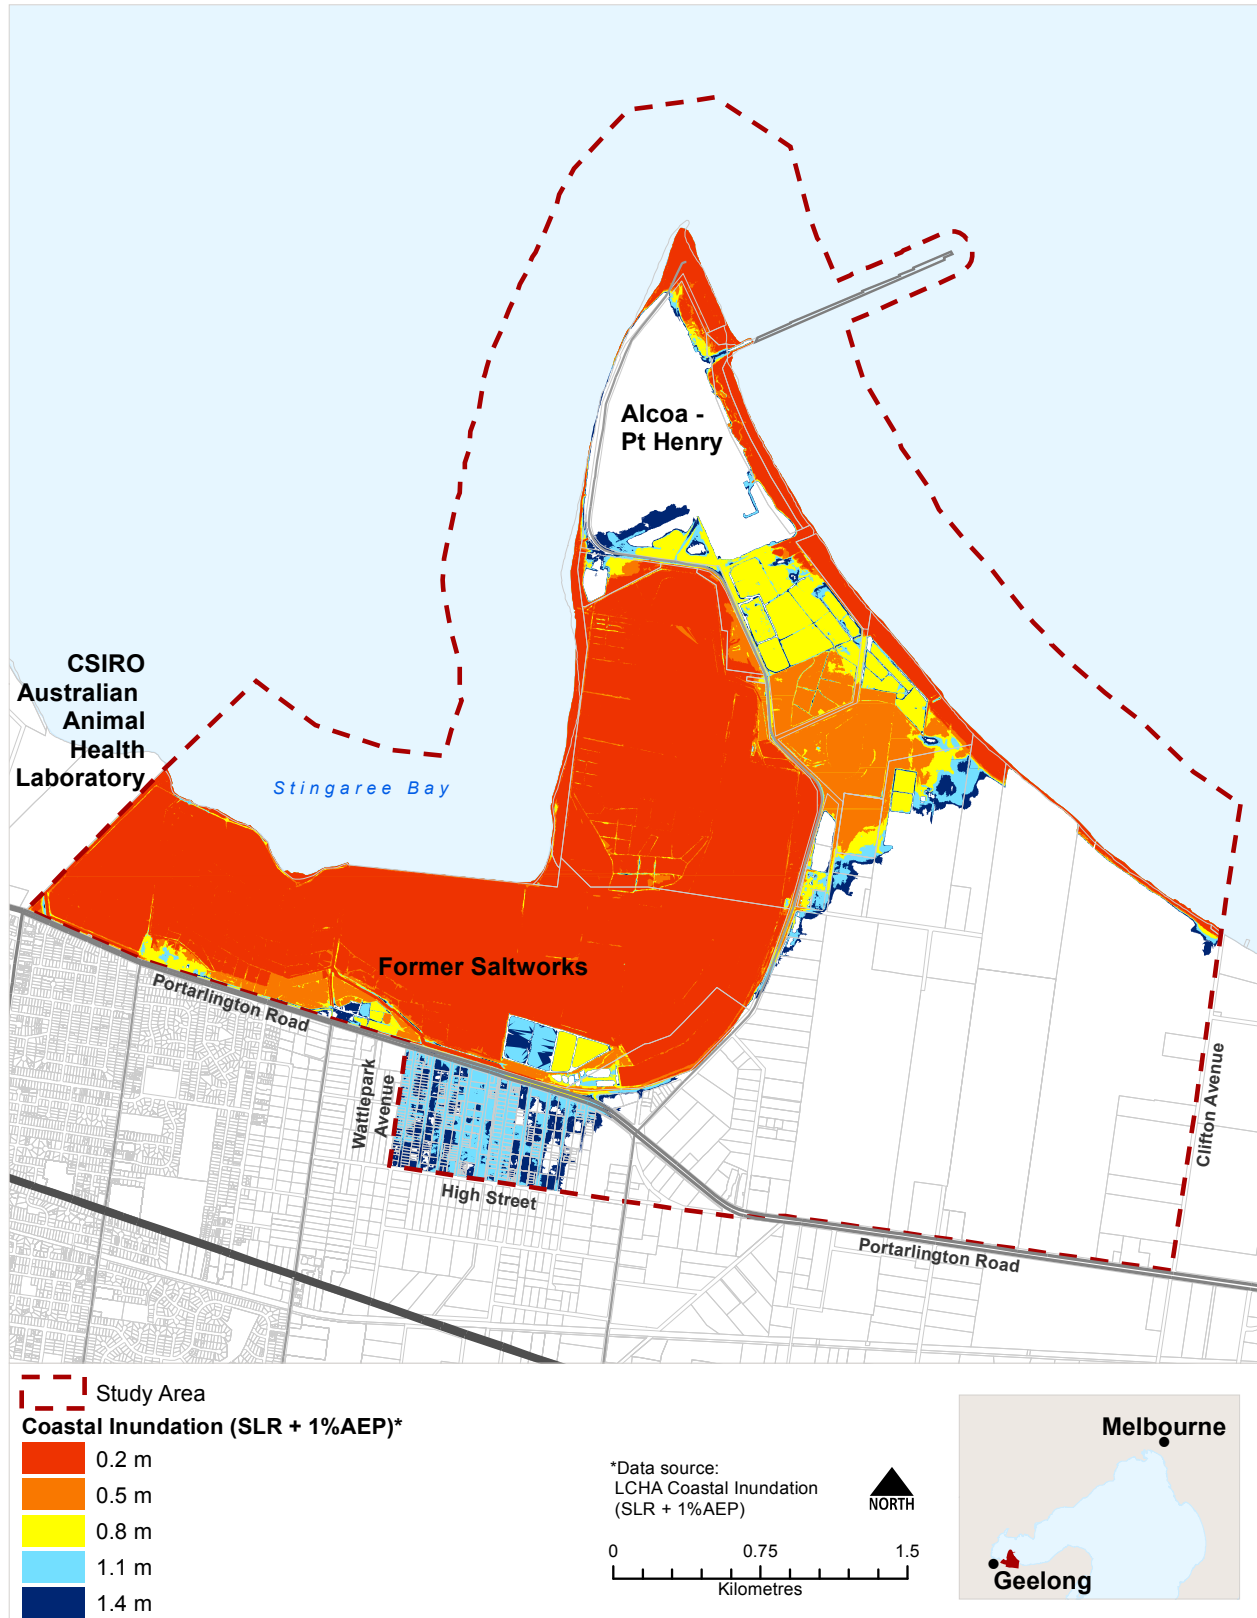 Alcoa -
Pt Henry
CSIRO
Australian
Animal
Health
Laboratory
Stingaree Bay
Former Saltworks
Portarlington Road
Wattlepark
Avenue
High Street
Clifton Avenue
Portarlington Road
Study Area
Coastal Inundation (SLR + 1%AEP)*
0.2 m
0.5 m
0.8 m
1.1 m
1.4 m
*Data source:
LCHA Coastal Inundation
(SLR + 1%AEP)
NORTH
0 0.75 1.5
Kilometres
Melbourne
Geelong